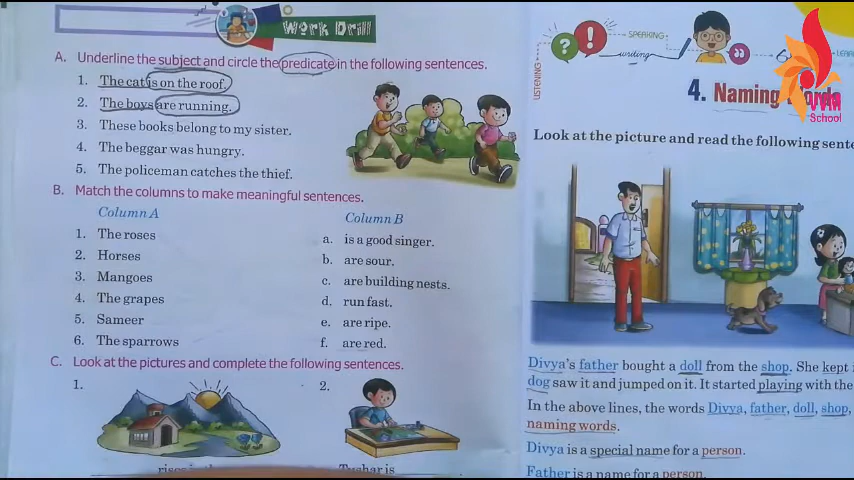 Work Drill
A. Underline the subject and circle the predicate in the following sentences.
1. The cat is on the roof.
2. The boys are running.
3. These books belong to my sister.
4. The beggar was hungry.
5. The policeman catches the thief.
B. Match the columns to make meaningful sentences.
Column A
Column B
1. The roses
a. is a good singer.
2. Horses
b. are sour.
3. Mangoes
c. are building nests.
4. The grapes
d. run fast.
5. Sameer
e. are ripe.
6. The sparrows
f. are red.
C. Look at the pictures and complete the following sentences.
1.
2.
rises in the
Tushar is
LISTENING
SPEAKING
writing
4. Naming Words
School
Look at the picture and read the following
Divya's father bought a doll from the shop. She kept
dog saw it and jumped on it. It started playing with the
In the above lines, the words Divya, father, doll, shop,
naming words.
Divya is a special name for a person.
Father is a name for a person.